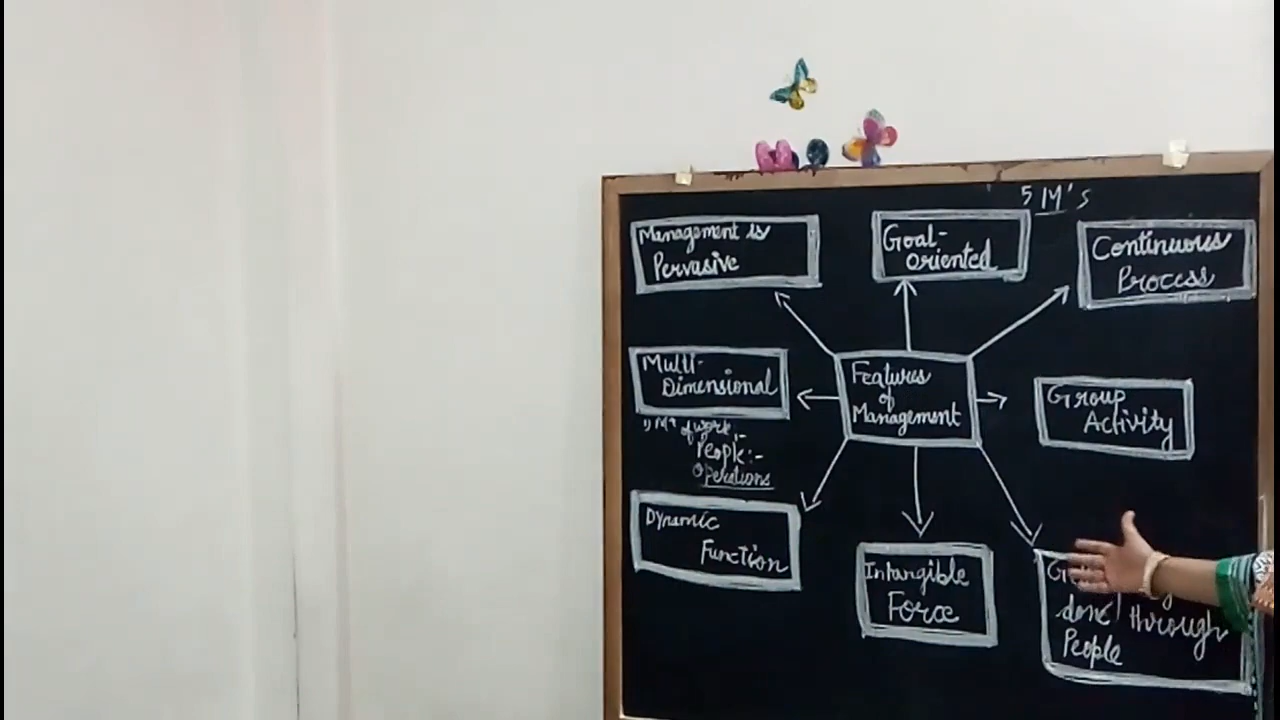 5 M's
Management is
Pervasive
Goal-
oriented
Continuous
Process
Multi-
Dimensional
Features
of
Management
Group
Activity
of work
People:-
Operations
Dynamic
Function
Intangible
Force
done through
People